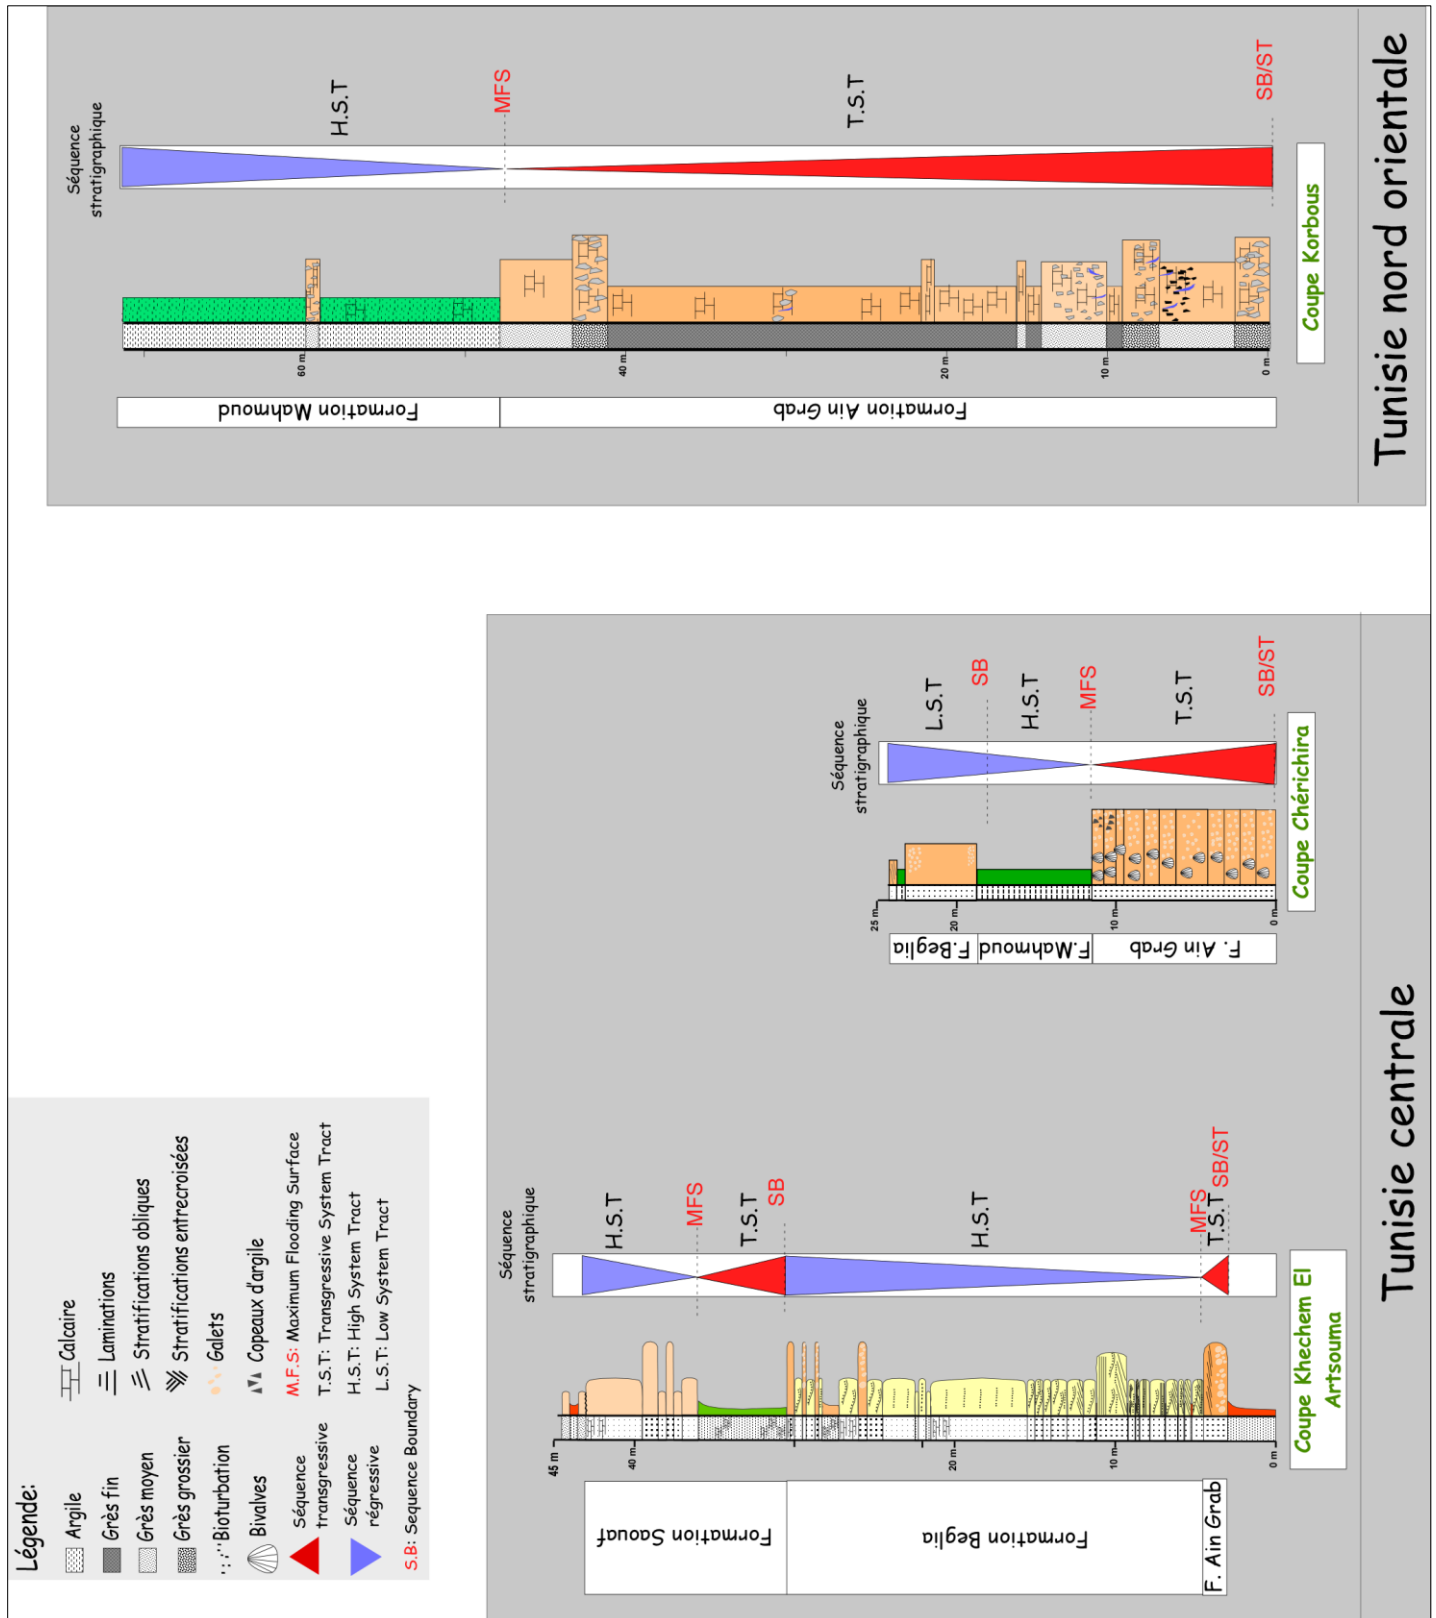 Légende:
Argile
Grès fin
Grès moyen
Grès grossier
Bioturbation
Bivalves
Séquence
transgressive
Séquence
régressive
S.B: Sequence Boundary
Calcaire
Laminations
Stratifications obliques
Stratifications entrecroisées
Galets
Copeaux d'argile
M.F.S: Maximum Flooding Surface
T.S.T: Transgressive System Tract
H.S.T: High System Tract
L.S.T: Low System Tract
Formation Saouaf
Formation Beglia
F. Ain Grab
45 m
40 m
20 m
10 m
0 m
Séquence
stratigraphique
H.S.T
MFS
T.S.T
SB
H.S.T
MFS
T.S.T
SB/ST
Coupe Khechem El
Artsouma
F.Beglia
F.Mahmoud
F. Ain Grab
25 m
20 m
10 m
0 m
Séquence
stratigraphique
L.S.T
SB
H.S.T
MFS
T.S.T
SB/ST
Coupe Chérichira
Tunisie centrale
Formation Mahmoud
Formation Ain Grab
60 m
40 m
20 m
10 m
0 m
Séquence
stratigraphique
H.S.T
MFS
T.S.T
SB/ST
Coupe Korbous
Tunisie nord orientale